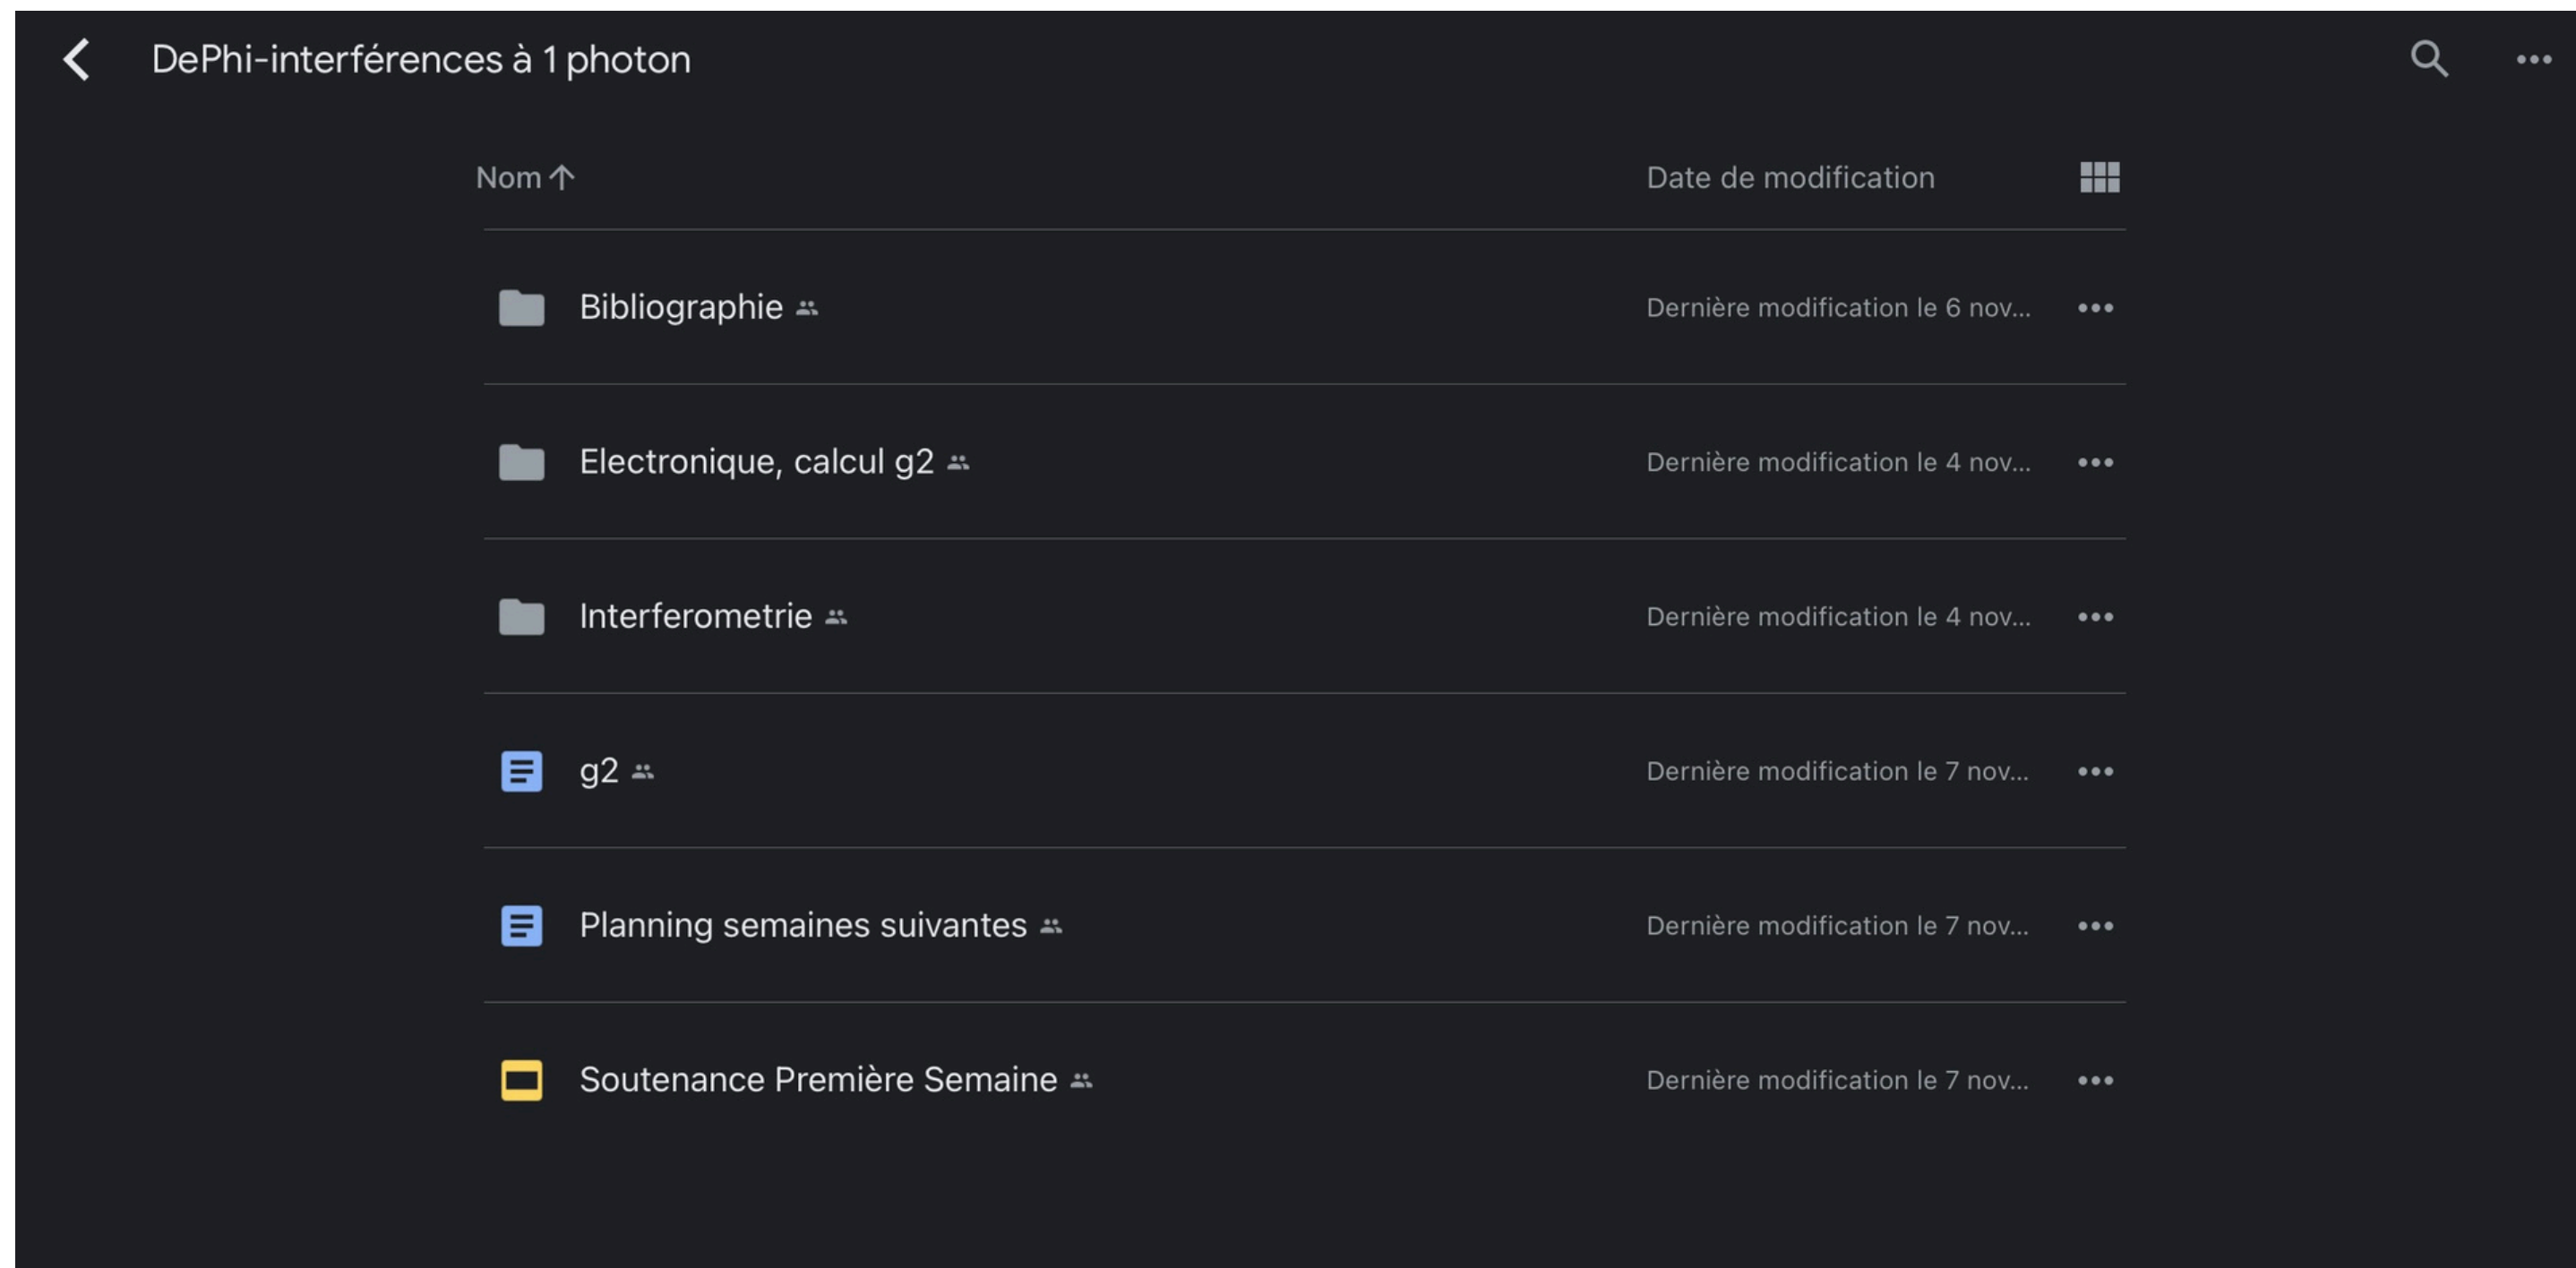 DePhi-interférences à 1 photon
Nom Date de modification
Bibliographie Dernière modification le 6 nov...
Electronique, calcul g2 Dernière modification le 4 nov...
Interferometrie Dernière modification le 4 nov...
g2 Dernière modification le 7 nov...
Planning semaines suivantes Dernière modification le 7 nov...
Soutenance Première Semaine Dernière modification le 7 nov...